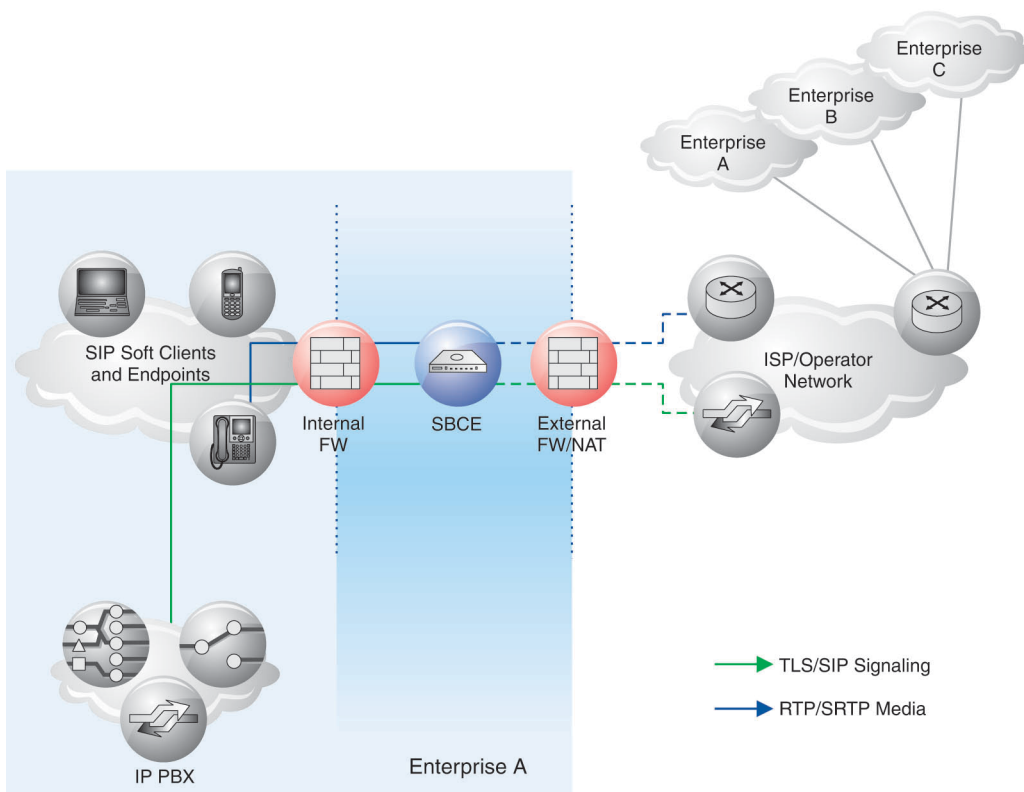 Enterprise
C
Enterprise
B
Enterprise
A
SIP Soft Clients
and Endpoints
Internal
FW
SBCE
External
FW/NAT
ISP/Operator
Network
TLS/SIP Signaling
RTP/SRTP Media
IP PBX
Enterprise A